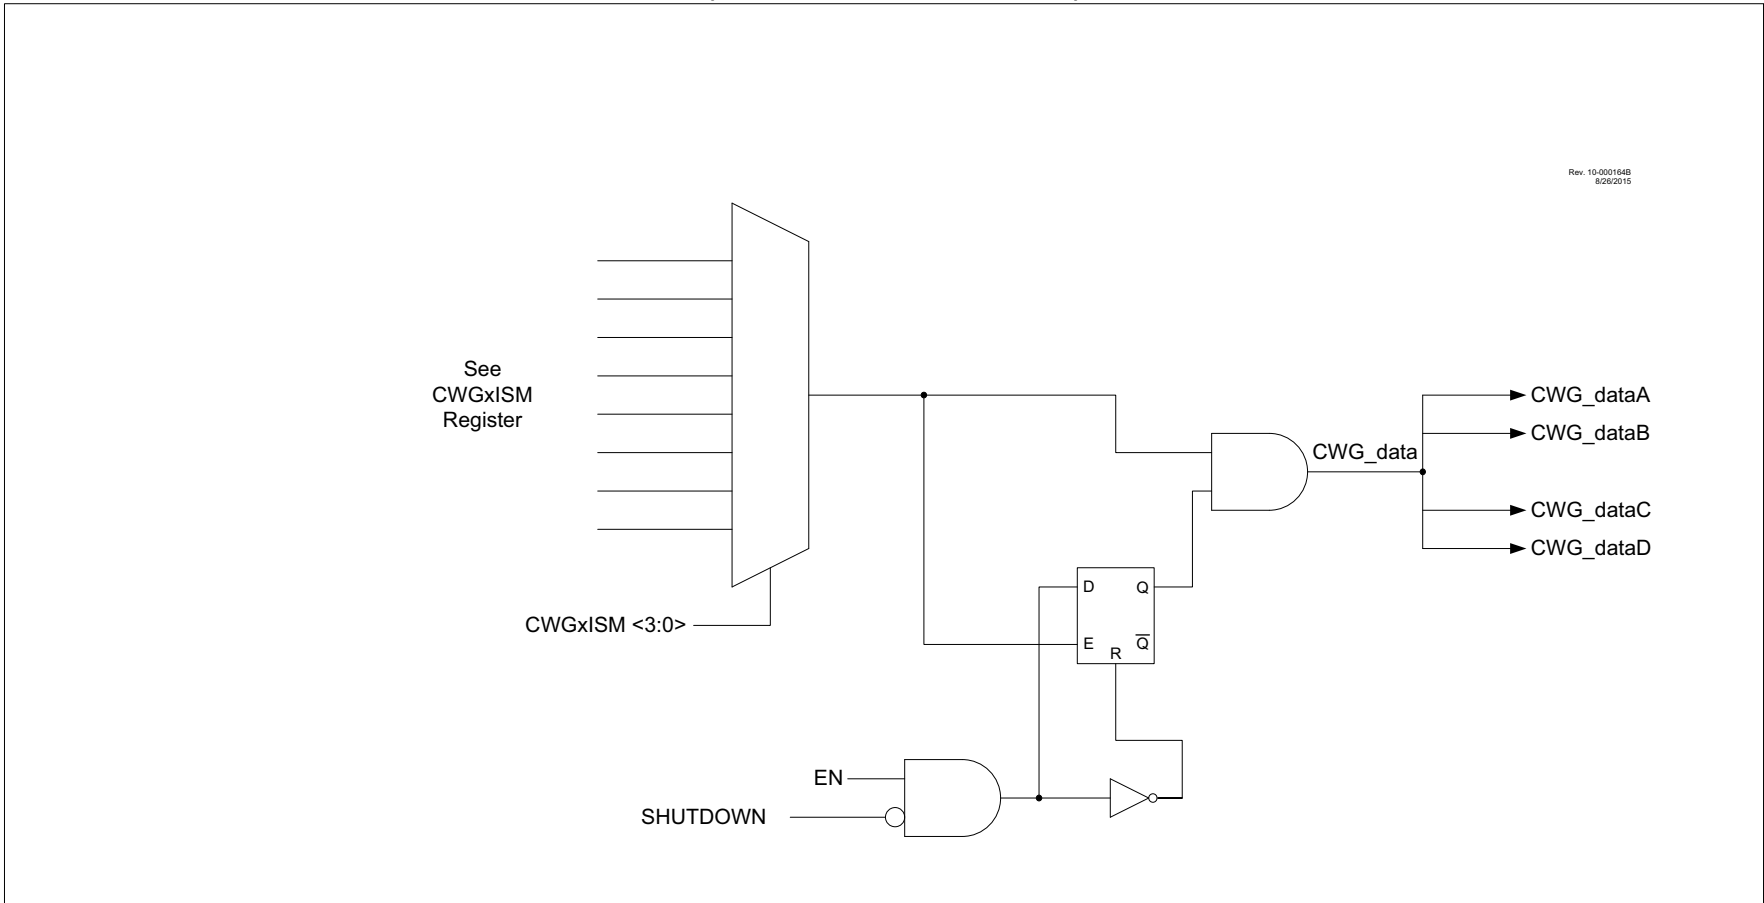 Rev. 10-000164B
8/26/2015
See
CWGxISM
Register
CWGxISM <3:0>
CWG_data
CWG_dataA
CWG_dataB
CWG_dataC
CWG_dataD
D
Q
E
R
Q̅
EN
SHUTDOWN